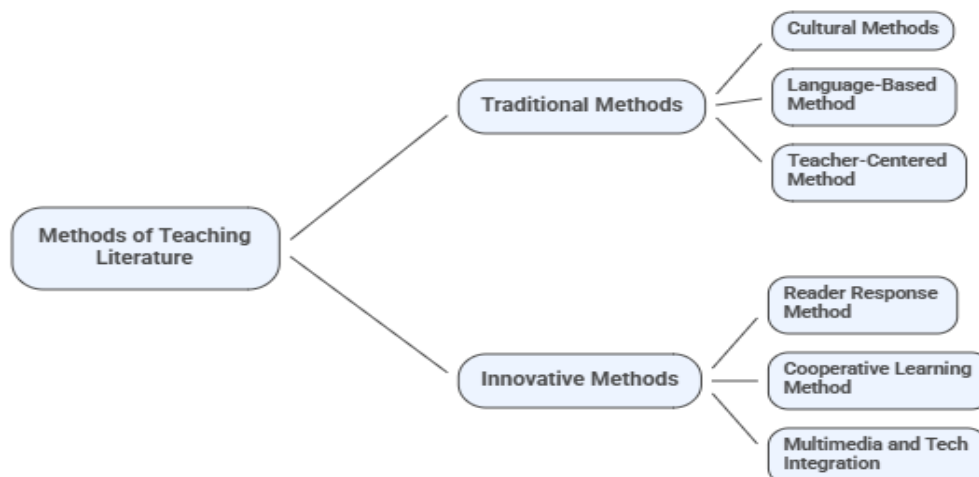 Methods of Teaching
Literature
Traditional Methods
Cultural Methods
Language-Based
Method
Teacher-Centered
Method
Innovative Methods
Reader Response
Method
Cooperative Learning
Method
Multimedia and Tech
Integration